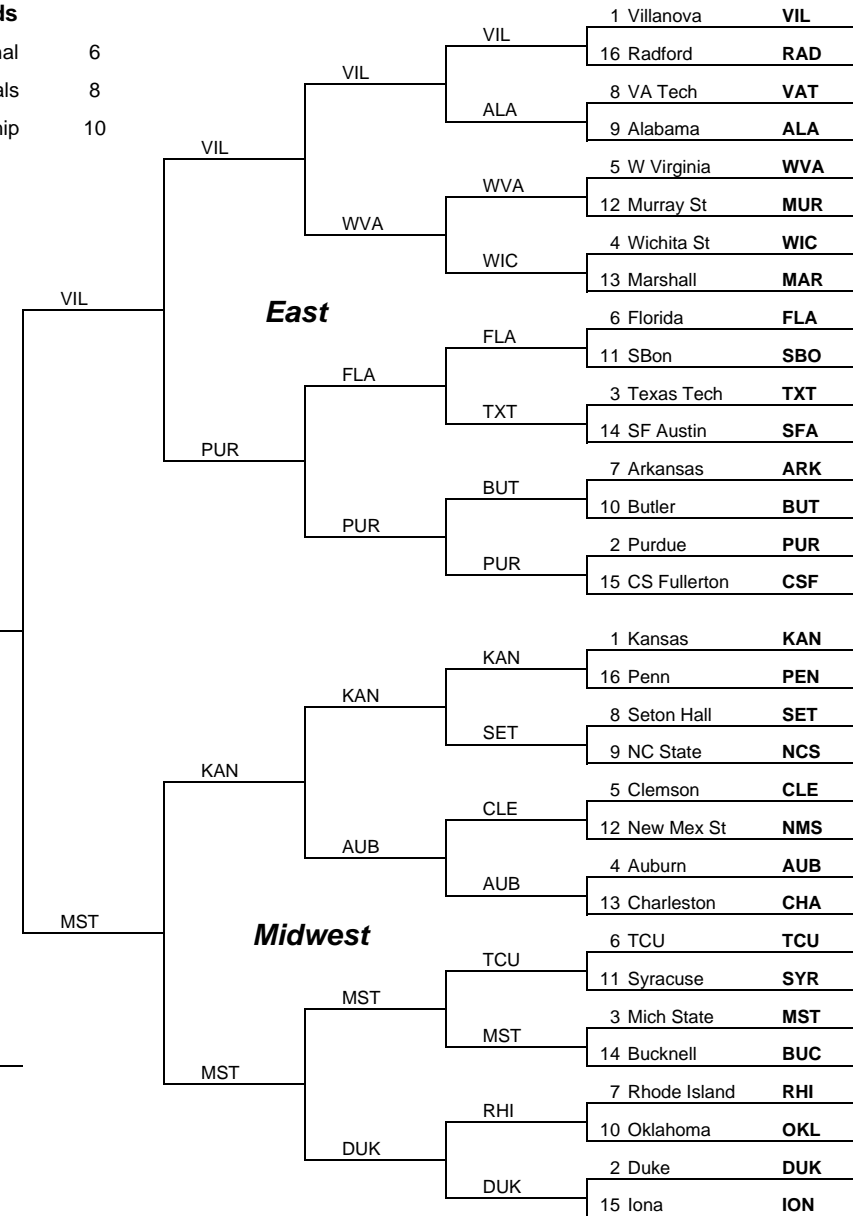 ds
1 Villanova VIL
VIL
nal 6
16 Radford RAD
VIL
als 8
8 VA Tech VAT
ALA
hip 10
9 Alabama ALA
VIL
5 W Virginia WVA
WVA
12 Murray St MUR
WVA
4 Wichita St WIC
WIC
13 Marshall MAR
VIL
East
6 Florida FLA
FLA
11 SBon SBO
FLA
3 Texas Tech TXT
TXT
14 SF Austin SFA
PUR
7 Arkansas ARK
BUT
10 Butler BUT
PUR
2 Purdue PUR
PUR
15 CS Fullerton CSF
1 Kansas KAN
KAN
16 Penn PEN
KAN
8 Seton Hall SET
SET
9 NC State NCS
KAN
5 Clemson CLE
CLE
12 New Mex St NMS
AUB
4 Auburn AUB
AUB
13 Charleston CHA
MST
Midwest
6 TCU TCU
TCU
11 Syracuse SYR
MST
3 Mich State MST
MST
14 Bucknell BUC
MST
7 Rhode Island RHI
RHI
10 Oklahoma OKL
DUK
2 Duke DUK
DUK
15 Iona ION